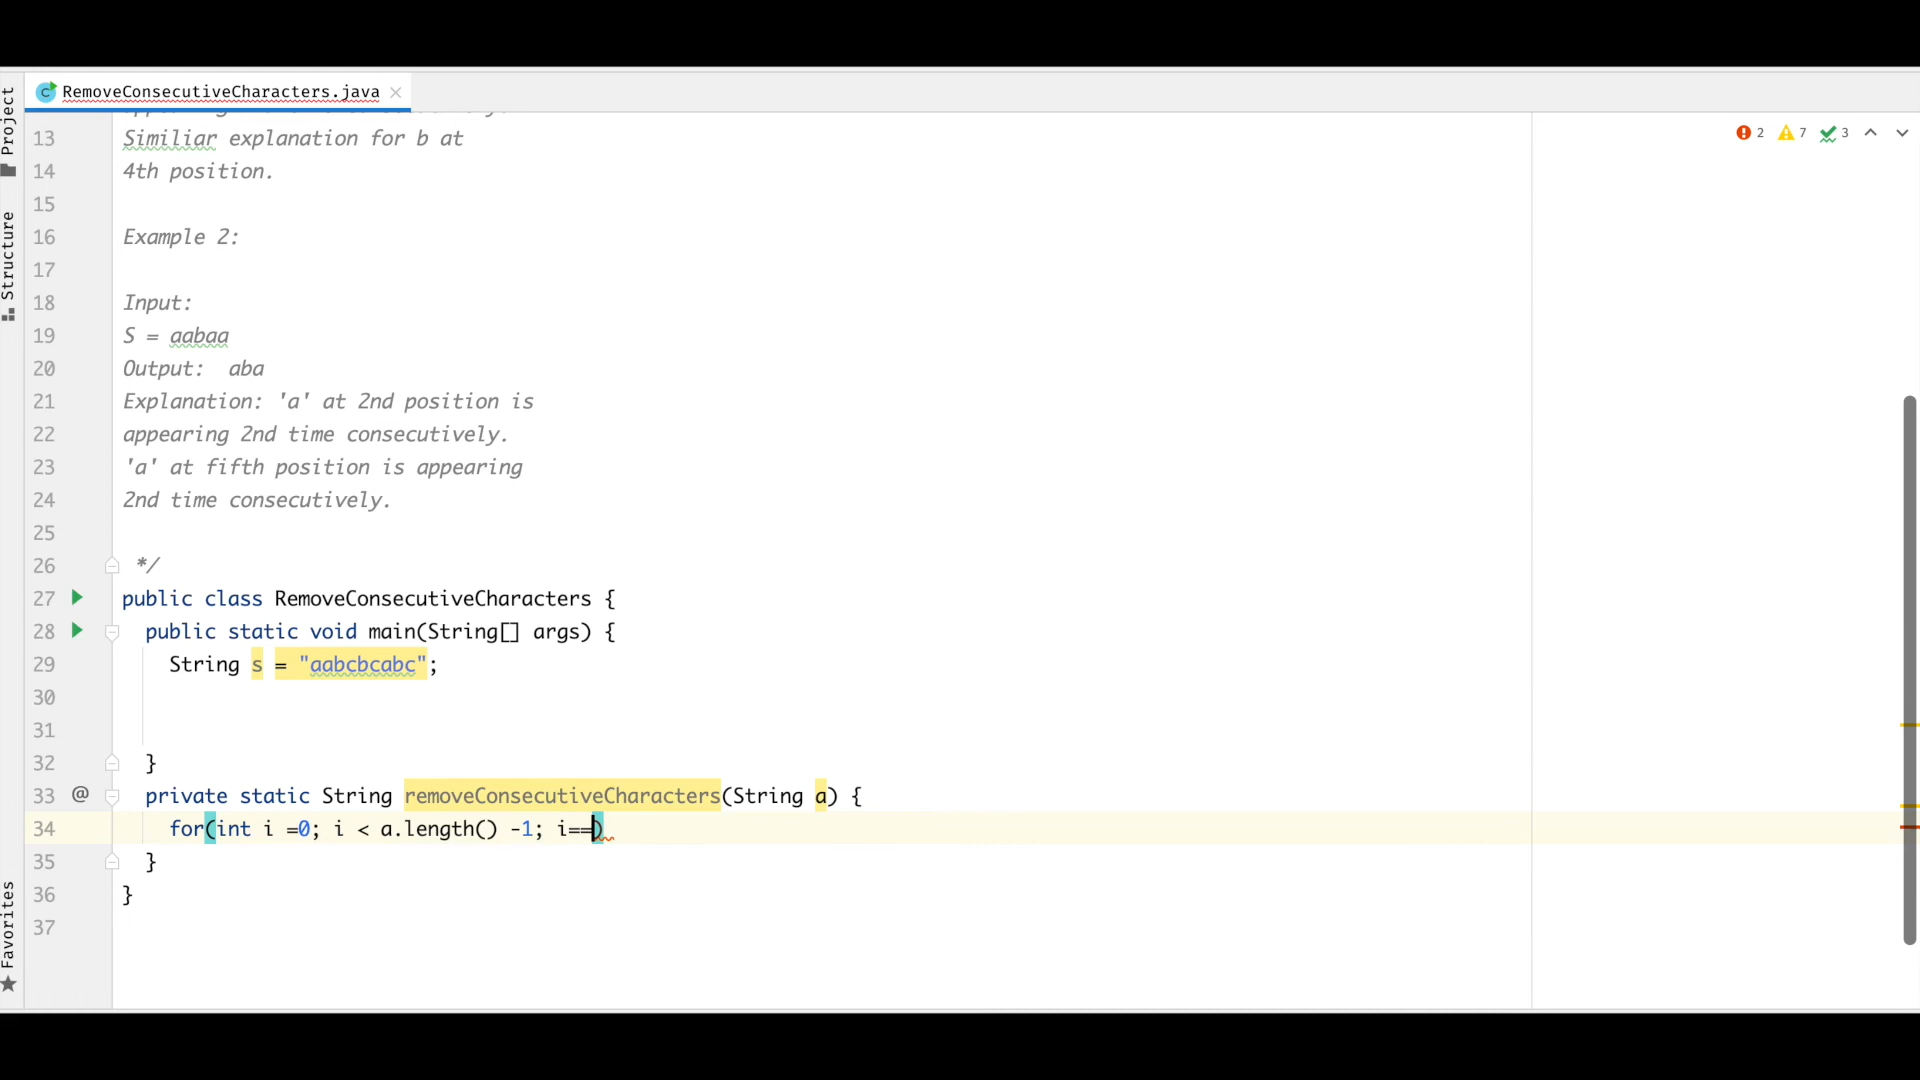 RemoveConsecutiveCharacters.java
Project
Structure
Favorites
2 7 3
13 Similiar explanation for b at
14 4th position.
15
16 Example 2:
17
18 Input:
19 S = aabaa
20 Output:  aba
21 Explanation: 'a' at 2nd position is
22 appearing 2nd time consecutively.
23 'a' at fifth position is appearing
24 2nd time consecutively.
25
26 */
27 public class RemoveConsecutiveCharacters {
28 public static void main(String[] args) {
29 String s = "aabcbcabc";
30
31
32 }
33 @ private static String removeConsecutiveCharacters(String a) {
34 for(int i =0; i < a.length() -1; i==)
35 }
36 }
37